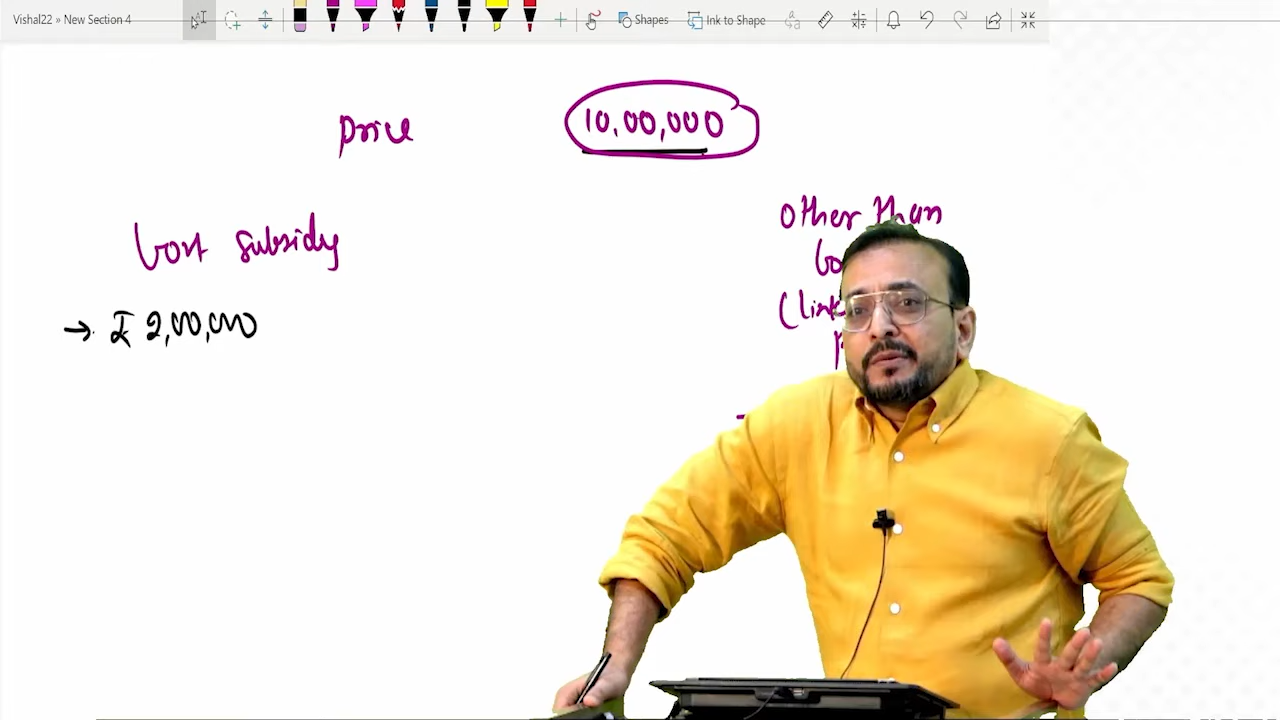 Vishal22 » New Section 4
Shapes
Ink to Shape
Price 10,00,000
Govt subsidy
→ ₹ 2,00,000
Other than